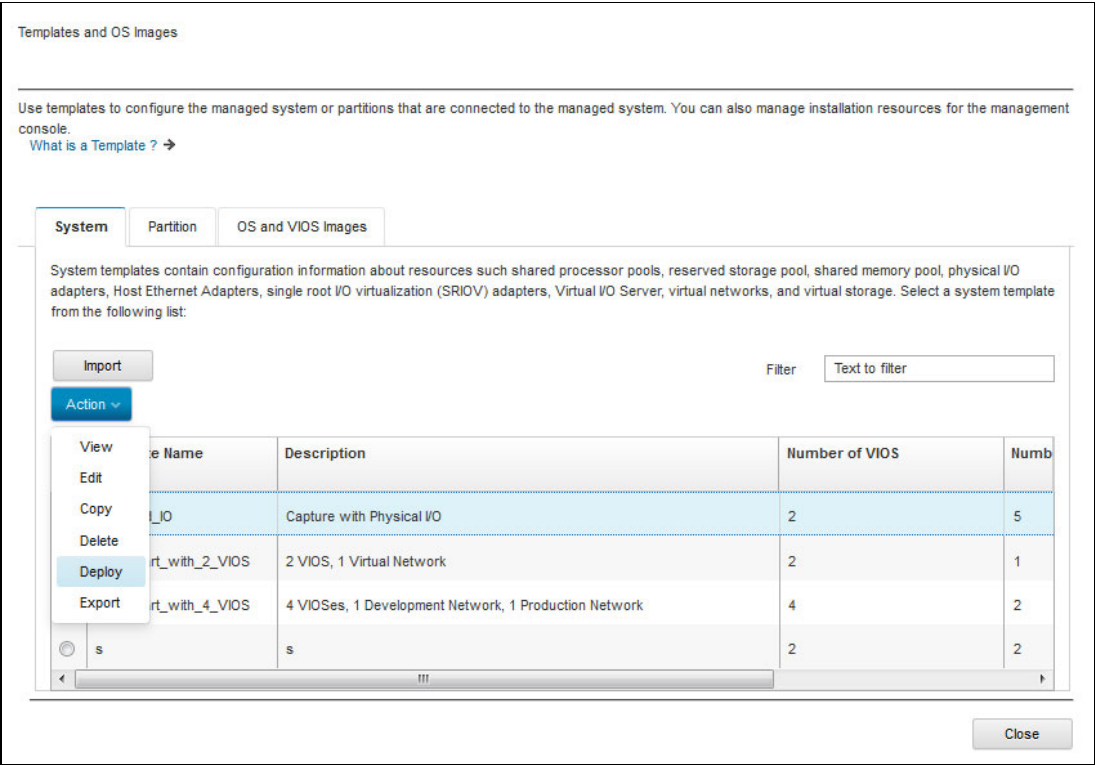 Templates and OS Images
Use templates to configure the managed system or partitions that are connected to the managed system. You can also manage installation resources for the management
console.
What is a Template ? →
System Partition OS and VIOS Images
System templates contain configuration information about resources such shared processor pools, reserved storage pool, shared memory pool, physical I/O
adapters, Host Ethernet Adapters, single root I/O virtualization (SRIOV) adapters, Virtual I/O Server, virtual networks, and virtual storage. Select a system template
from the following list:
Import
Filter Text to filter
Action
View
Edit
Copy
Delete
Deploy
Export
e Name Description Number of VIOS Numb
_IO Capture with Physical I/O 2 5
rt_with_2_VIOS 2 VIOS, 1 Virtual Network 2 1
rt_with_4_VIOS 4 VIOSes, 1 Development Network, 1 Production Network 4 2
s s 2 2
Close